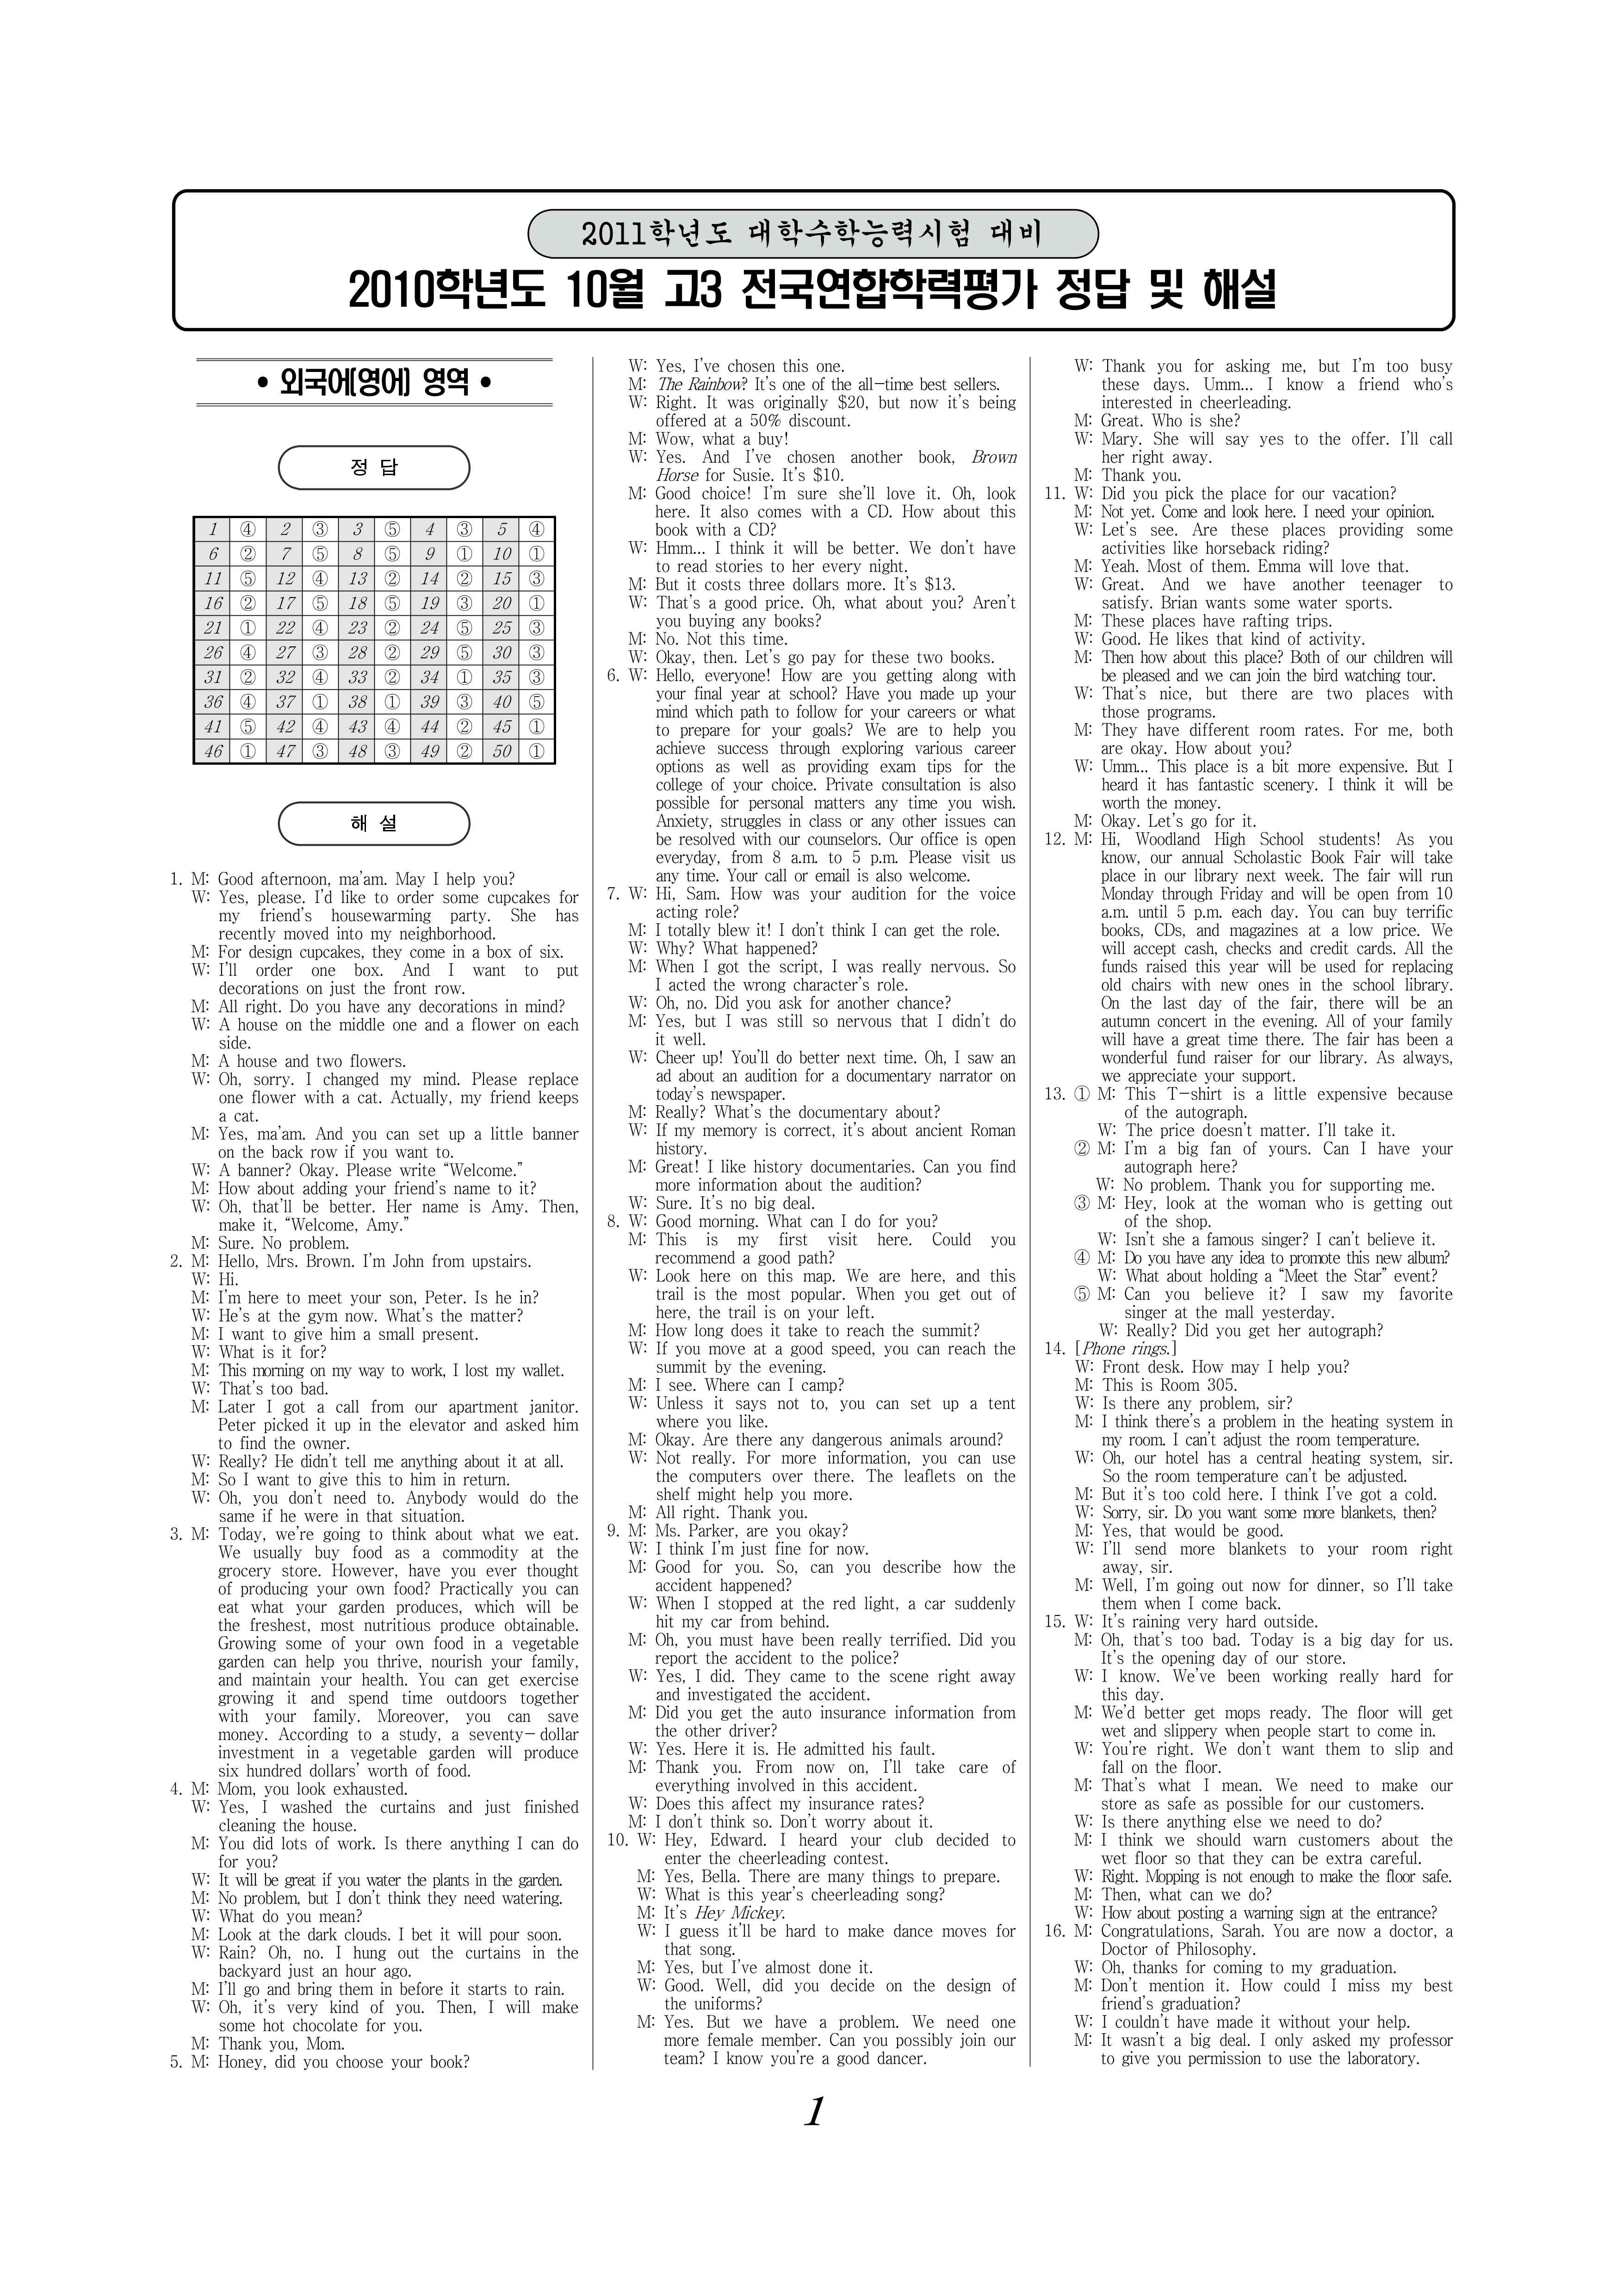 2011학년도 대학수학능력시험 대비
2010학년도 10월 고3 전국연합학력평가 정답 및 해설
• 외국어(영어) 영역 •
정 답
1 ④ 2 ③ 3 ⑤ 4 ③ 5 ④
6 ② 7 ⑤ 8 ⑤ 9 ① 10 ①
11 ⑤ 12 ④ 13 ② 14 ② 15 ③
16 ② 17 ⑤ 18 ⑤ 19 ③ 20 ①
21 ① 22 ④ 23 ② 24 ⑤ 25 ③
26 ④ 27 ③ 28 ② 29 ⑤ 30 ③
31 ② 32 ④ 33 ② 34 ① 35 ③
36 ④ 37 ① 38 ① 39 ③ 40 ⑤
41 ⑤ 42 ④ 43 ④ 44 ② 45 ①
46 ① 47 ③ 48 ③ 49 ② 50 ①
해 설
1. M: Good afternoon, ma'am. May I help you?
W: Yes, please. I'd like to order some cupcakes for
my friend's housewarming party. She has
recently moved into my neighborhood.
M: For design cupcakes, they come in a box of six.
W: I'll order one box. And I want to put
decorations on just the front row.
M: All right. Do you have any decorations in mind?
W: A house on the middle one and a flower on each
side.
M: A house and two flowers.
W: Oh, sorry. I changed my mind. Please replace
one flower with a cat. Actually, my friend keeps
a cat.
M: Yes, ma'am. And you can set up a little banner
on the back row if you want to.
W: A banner? Okay. Please write “Welcome.”
M: How about adding your friend's name to it?
W: Oh, that'll be better. Her name is Amy. Then,
make it, “Welcome, Amy.”
M: Sure. No problem.
2. M: Hello, Mrs. Brown. I'm John from upstairs.
W: Hi.
M: I'm here to meet your son, Peter. Is he in?
W: He's at the gym now. What's the matter?
M: I want to give him a small present.
W: What is it for?
M: This morning on my way to work, I lost my wallet.
W: That's too bad.
M: Later I got a call from our apartment janitor.
Peter picked it up in the elevator and asked him
to find the owner.
W: Really? He didn't tell me anything about it at all.
M: So I want to give this to him in return.
W: Oh, you don't need to. Anybody would do the
same if he were in that situation.
3. M: Today, we're going to think about what we eat.
We usually buy food as a commodity at the
grocery store. However, have you ever thought
of producing your own food? Practically you can
eat what your garden produces, which will be
the freshest, most nutritious produce obtainable.
Growing some of your own food in a vegetable
garden can help you thrive, nourish your family,
and maintain your health. You can get exercise
growing it and spend time outdoors together
with your family. Moreover, you can save
money. According to a study, a seventy-dollar
investment in a vegetable garden will produce
six hundred dollars' worth of food.
4. M: Mom, you look exhausted.
W: Yes, I washed the curtains and just finished
cleaning the house.
M: You did lots of work. Is there anything I can do
for you?
W: It will be great if you water the plants in the garden.
M: No problem, but I don't think they need watering.
W: What do you mean?
M: Look at the dark clouds. I bet it will pour soon.
W: Rain? Oh, no. I hung out the curtains in the
backyard just an hour ago.
M: I'll go and bring them in before it starts to rain.
W: Oh, it's very kind of you. Then, I will make
some hot chocolate for you.
M: Thank you, Mom.
5. M: Honey, did you choose your book?
W: Yes, I've chosen this one.
M: The Rainbow? It's one of the all-time best sellers.
W: Right. It was originally $20, but now it's being
offered at a 50% discount.
M: Wow, what a buy!
W: Yes. And I've chosen another book, Brown
Horse for Susie. It's $10.
M: Good choice! I'm sure she'll love it. Oh, look
here. It also comes with a CD. How about this
book with a CD?
W: Hmm... I think it will be better. We don't have
to read stories to her every night.
M: But it costs three dollars more. It's $13.
W: That's a good price. Oh, what about you? Aren't
you buying any books?
M: No. Not this time.
W: Okay, then. Let's go pay for these two books.
6. W: Hello, everyone! How are you getting along with
your final year at school? Have you made up your
mind which path to follow for your careers or what
to prepare for your goals? We are to help you
achieve success through exploring various career
options as well as providing exam tips for the
college of your choice. Private consultation is also
possible for personal matters any time you wish.
Anxiety, struggles in class or any other issues can
be resolved with our counselors. Our office is open
everyday, from 8 a.m. to 5 p.m. Please visit us
any time. Your call or email is also welcome.
7. W: Hi, Sam. How was your audition for the voice
acting role?
M: I totally blew it! I don't think I can get the role.
W: Why? What happened?
M: When I got the script, I was really nervous. So
I acted the wrong character's role.
W: Oh, no. Did you ask for another chance?
M: Yes, but I was still so nervous that I didn't do
it well.
W: Cheer up! You'll do better next time. Oh, I saw an
ad about an audition for a documentary narrator on
today's newspaper.
M: Really? What's the documentary about?
W: If my memory is correct, it's about ancient Roman
history.
M: Great! I like history documentaries. Can you find
more information about the audition?
W: Sure. It's no big deal.
8. W: Good morning. What can I do for you?
M: This is my first visit here. Could you
recommend a good path?
W: Look here on this map. We are here, and this
trail is the most popular. When you get out of
here, the trail is on your left.
M: How long does it take to reach the summit?
W: If you move at a good speed, you can reach the
summit by the evening.
M: I see. Where can I camp?
W: Unless it says not to, you can set up a tent
where you like.
M: Okay. Are there any dangerous animals around?
W: Not really. For more information, you can use
the computers over there. The leaflets on the
shelf might help you more.
M: All right. Thank you.
9. M: Ms. Parker, are you okay?
W: I think I'm just fine for now.
M: Good for you. So, can you describe how the
accident happened?
W: When I stopped at the red light, a car suddenly
hit my car from behind.
M: Oh, you must have been really terrified. Did you
report the accident to the police?
W: Yes, I did. They came to the scene right away
and investigated the accident.
M: Did you get the auto insurance information from
the other driver?
W: Yes. Here it is. He admitted his fault.
M: Thank you. From now on, I'll take care of
everything involved in this accident.
W: Does this affect my insurance rates?
M: I don't think so. Don't worry about it.
10. W: Hey, Edward. I heard your club decided to
enter the cheerleading contest.
M: Yes, Bella. There are many things to prepare.
W: What is this year's cheerleading song?
M: It's Hey Mickey.
W: I guess it'll be hard to make dance moves for
that song.
M: Yes, but I've almost done it.
W: Good. Well, did you decide on the design of
the uniforms?
M: Yes. But we have a problem. We need one
more female member. Can you possibly join our
team? I know you're a good dancer.
W: Thank you for asking me, but I'm too busy
these days. Umm... I know a friend who's
interested in cheerleading.
M: Great. Who is she?
W: Mary. She will say yes to the offer. I'll call
her right away.
M: Thank you.
11. W: Did you pick the place for our vacation?
M: Not yet. Come and look here. I need your opinion.
W: Let's see. Are these places providing some
activities like horseback riding?
M: Yeah. Most of them. Emma will love that.
W: Great. And we have another teenager to
satisfy. Brian wants some water sports.
M: These places have rafting trips.
W: Good. He likes that kind of activity.
M: Then how about this place? Both of our children will
be pleased and we can join the bird watching tour.
W: That's nice, but there are two places with
those programs.
M: They have different room rates. For me, both
are okay. How about you?
W: Umm... This place is a bit more expensive. But I
heard it has fantastic scenery. I think it will be
worth the money.
M: Okay. Let's go for it.
12. M: Hi, Woodland High School students! As you
know, our annual Scholastic Book Fair will take
place in our library next week. The fair will run
Monday through Friday and will be open from 10
a.m. until 5 p.m. each day. You can buy terrific
books, CDs, and magazines at a low price. We
will accept cash, checks and credit cards. All the
funds raised this year will be used for replacing
old chairs with new ones in the school library.
On the last day of the fair, there will be an
autumn concert in the evening. All of your family
will have a great time there. The fair has been a
wonderful fund raiser for our library. As always,
we appreciate your support.
13. ① M: This T-shirt is a little expensive because
of the autograph.
W: The price doesn't matter. I'll take it.
② M: I'm a big fan of yours. Can I have your
autograph here?
W: No problem. Thank you for supporting me.
③ M: Hey, look at the woman who is getting out
of the shop.
W: Isn't she a famous singer? I can't believe it.
④ M: Do you have any idea to promote this new album?
W: What about holding a “Meet the Star” event?
⑤ M: Can you believe it? I saw my favorite
singer at the mall yesterday.
W: Really? Did you get her autograph?
14. [Phone rings.]
W: Front desk. How may I help you?
M: This is Room 305.
W: Is there any problem, sir?
M: I think there's a problem in the heating system in
my room. I can't adjust the room temperature.
W: Oh, our hotel has a central heating system, sir.
So the room temperature can't be adjusted.
M: But it's too cold here. I think I've got a cold.
W: Sorry, sir. Do you want some more blankets, then?
M: Yes, that would be good.
W: I'll send more blankets to your room right
away, sir.
M: Well, I'm going out now for dinner, so I'll take
them when I come back.
15. W: It's raining very hard outside.
M: Oh, that's too bad. Today is a big day for us.
It's the opening day of our store.
W: I know. We've been working really hard for
this day.
M: We'd better get mops ready. The floor will get
wet and slippery when people start to come in.
W: You're right. We don't want them to slip and
fall on the floor.
M: That's what I mean. We need to make our
store as safe as possible for our customers.
W: Is there anything else we need to do?
M: I think we should warn customers about the
wet floor so that they can be extra careful.
W: Right. Mopping is not enough to make the floor safe.
M: Then, what can we do?
W: How about posting a warning sign at the entrance?
16. M: Congratulations, Sarah. You are now a doctor, a
Doctor of Philosophy.
W: Oh, thanks for coming to my graduation.
M: Don't mention it. How could I miss my best
friend's graduation?
W: I couldn't have made it without your help.
M: It wasn't a big deal. I only asked my professor
to give you permission to use the laboratory.
1